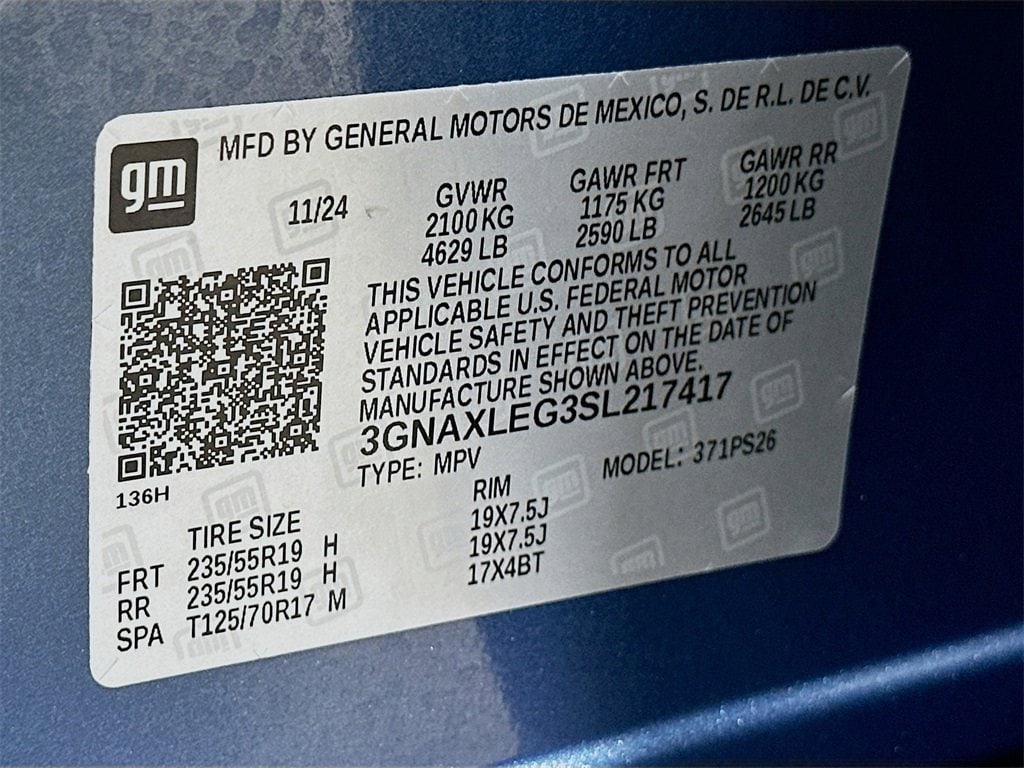 gm
MFD BY GENERAL MOTORS DE MEXICO, S. DE R.L. DE C.V.
11/24
GVWR
2100 KG
4629 LB
GAWR FRT
1175 KG
2590 LB
GAWR RR
1200 KG
2645 LB
THIS VEHICLE CONFORMS TO ALL
APPLICABLE U.S. FEDERAL MOTOR
VEHICLE SAFETY AND THEFT PREVENTION
STANDARDS IN EFFECT ON THE DATE OF
MANUFACTURE SHOWN ABOVE.
3GNAXLEG3SL217417
TYPE: MPV MODEL: 371PS26
136H
TIRE SIZE RIM
FRT 235/55R19 H 19X7.5J
RR 235/55R19 H 19X7.5J
SPA T125/70R17 M 17X4BT